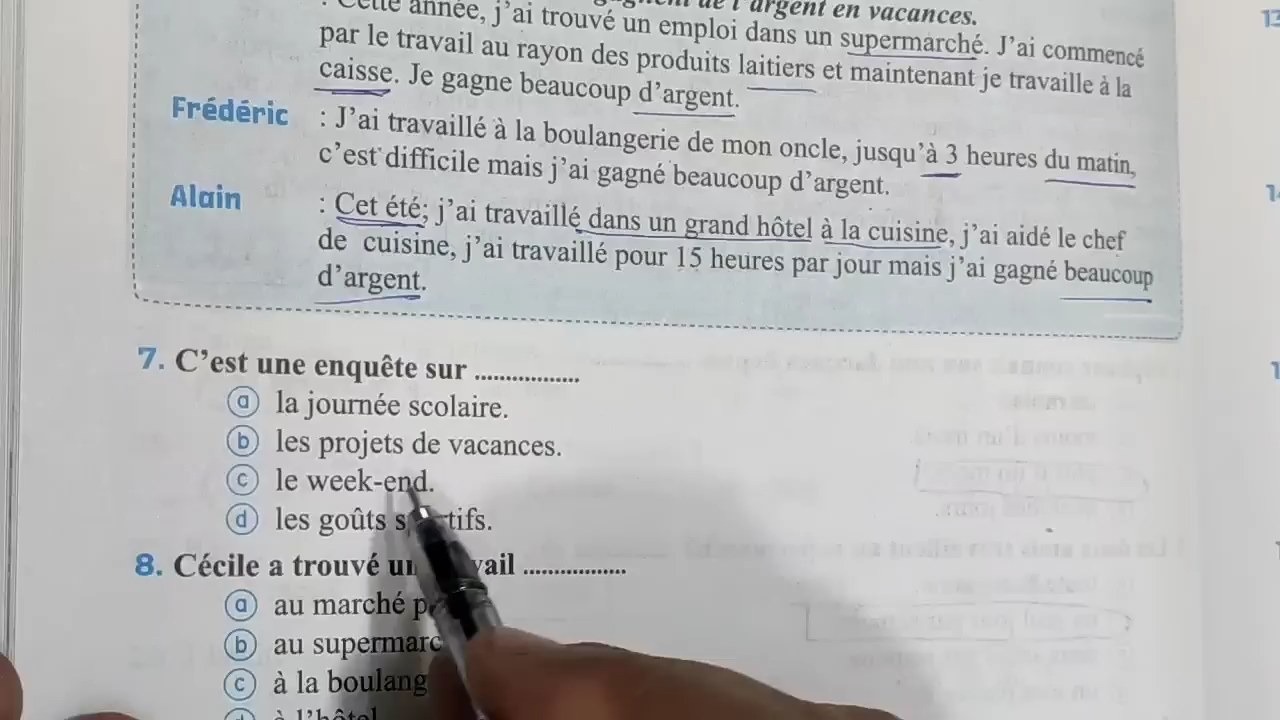 de l'argent en vacances.
: Cette année, j'ai trouvé un emploi dans un supermarché. J'ai commencé
par le travail au rayon des produits laitiers et maintenant je travaille à la
caisse. Je gagne beaucoup d'argent.
Frédéric : J'ai travaillé à la boulangerie de mon oncle, jusqu'à 3 heures du matin,
c'est difficile mais j'ai gagné beaucoup d'argent.
Alain : Cet été; j'ai travaillé dans un grand hôtel à la cuisine, j'ai aidé le chef
de cuisine, j'ai travaillé pour 15 heures par jour mais j'ai gagné beaucoup
d'argent.
7. C'est une enquête sur .................
a la journée scolaire.
b les projets de vacances.
c le week-end.
d les goûts
8. Cécile a trouvé .................
a au marché
b au
c à la
d à l'hôtel